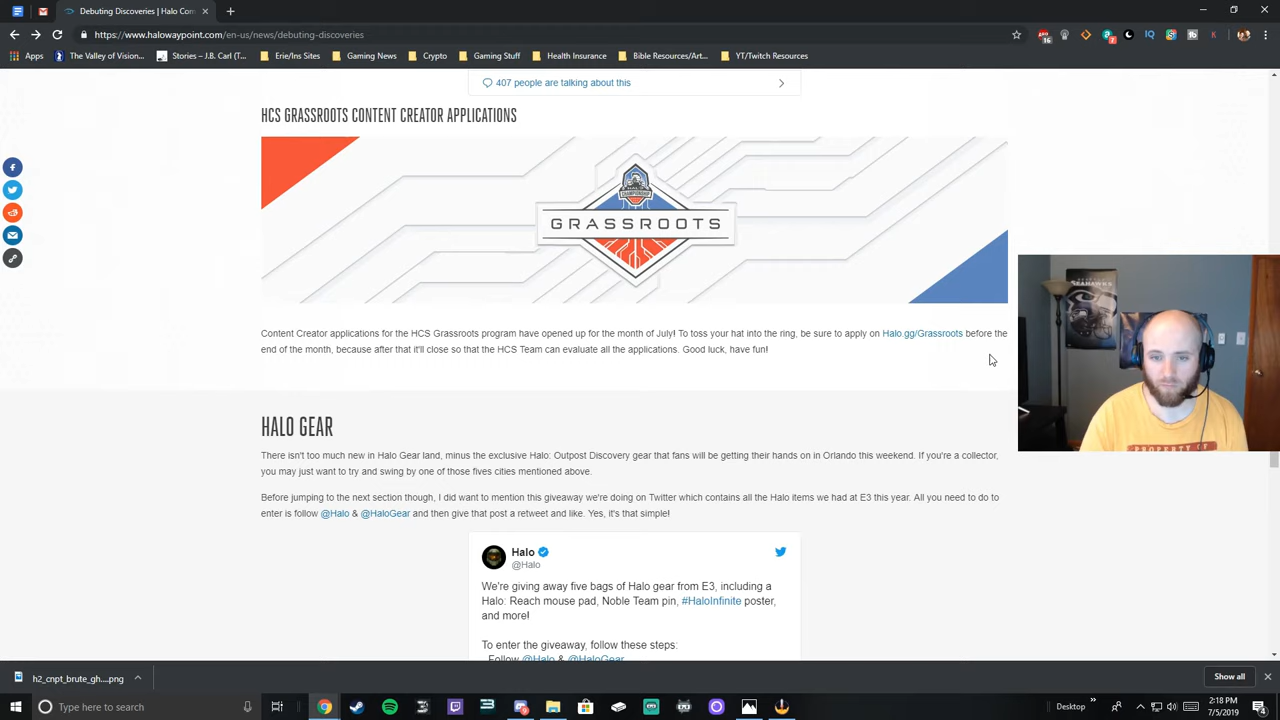 Debuting Discoveries | Halo Com
https://www.halowaypoint.com/en-us/news/debuting-discoveries
Apps
The Valley of Vision...
Stories – J.B. Carl (T...
Erie/Ins Sites
Gaming News
Crypto
Gaming Stuff
Health Insurance
Bible Resources/Art...
YT/Twitch Resources
407 people are talking about this
HCS GRASSROOTS CONTENT CREATOR APPLICATIONS
HALO
CHAMPIONSHIP
GRASSROOTS
Content Creator applications for the HCS Grassroots program have opened up for the month of July! To toss your hat into the ring, be sure to apply on Halo.gg/Grassroots before the
end of the month, because after that it'll close so that the HCS Team can evaluate all the applications. Good luck, have fun!
SEAHAWKS
PROPERTY OF
HALO GEAR
There isn't too much new in Halo Gear land, minus the exclusive Halo: Outpost Discovery gear that fans will be getting their hands on in Orlando this weekend. If you're a collector,
you may just want to try and swing by one of those fives cities mentioned above.
Before jumping to the next section though, I did want to mention this giveaway we're doing on Twitter which contains all the Halo items we had at E3 this year. All you need to do to
enter is follow @Halo & @HaloGear and then give that post a retweet and like. Yes, it's that simple!
Halo
@Halo
We're giving away five bags of Halo gear from E3, including a
Halo: Reach mouse pad, Noble Team pin, #HaloInfinite poster,
and more!
To enter the giveaway, follow these steps:
Follow @Halo & @HaloGear
h2_cnpt_brute_gh....png
Show all
Type here to search
Desktop
2:18 PM
7/5/2019